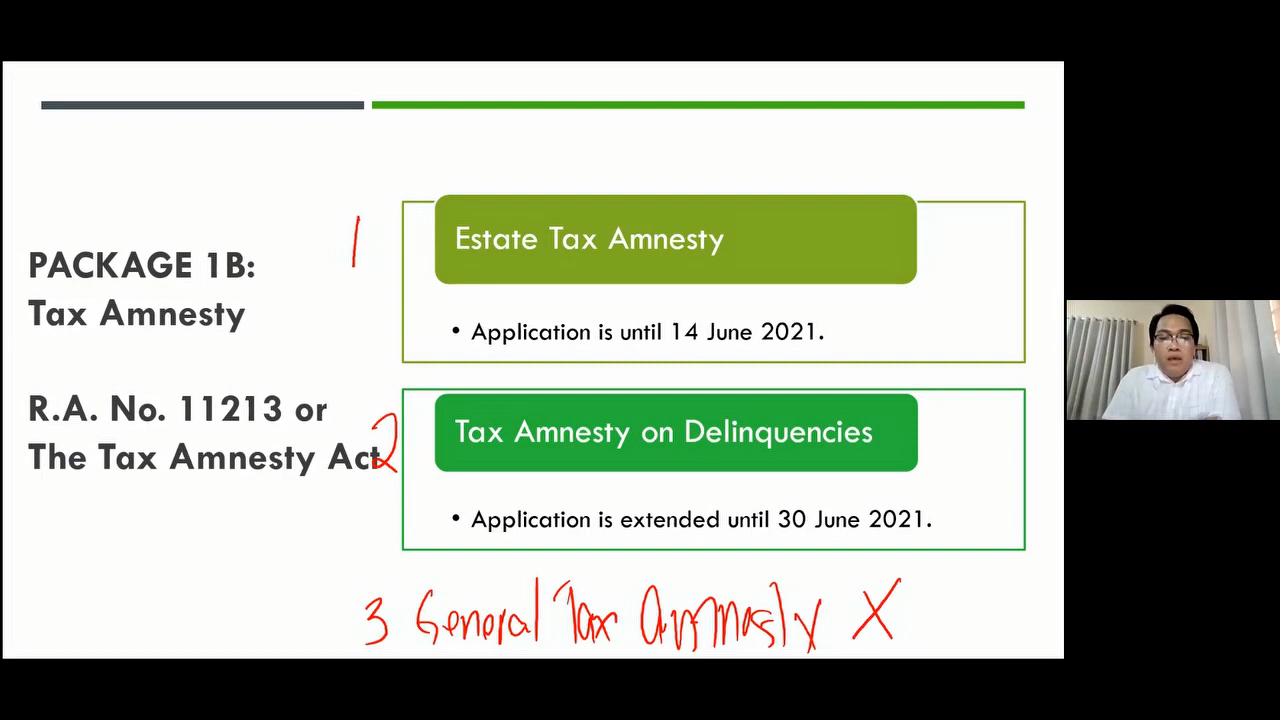 PACKAGE 1B:
Tax Amnesty
R.A. No. 11213 or
The Tax Amnesty Act
1
Estate Tax Amnesty
• Application is until 14 June 2021.
2
Tax Amnesty on Delinquencies
• Application is extended until 30 June 2021.
3 General Tax Amnesty X